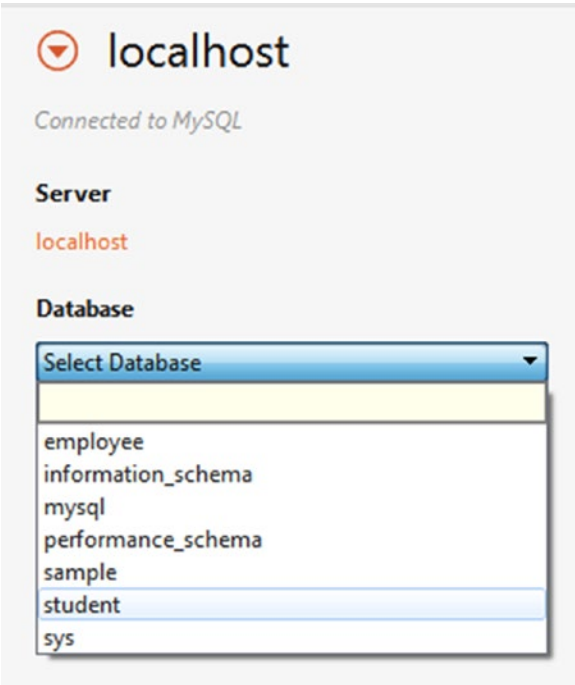 localhost
Connected to MySQL
Server
localhost
Database
Select Database
employee
information_schema
mysql
performance_schema
sample
student
sys